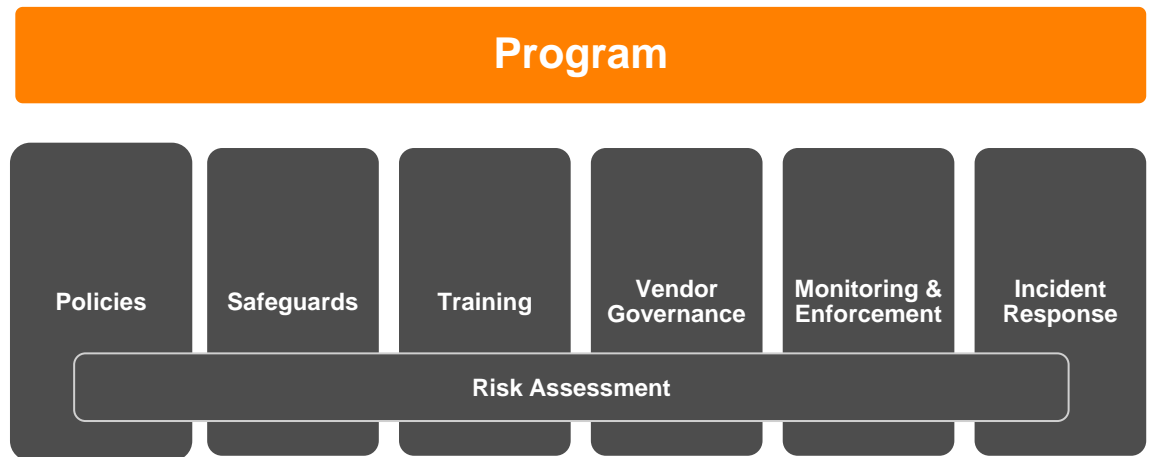 Program
Policies
Safeguards
Training
Vendor
Governance
Monitoring &
Enforcement
Incident
Response
Risk Assessment